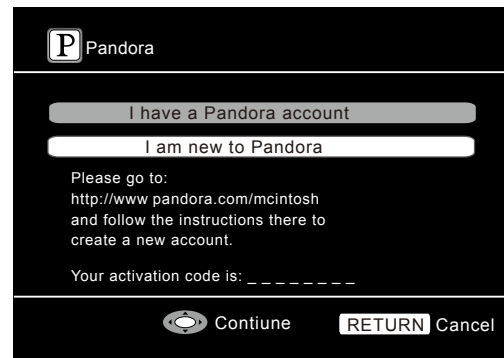 P Pandora
I have a Pandora account
I am new to Pandora
Please go to:
http://www pandora.com/mcintosh
and follow the instructions there to
create a new account.
Your activation code is: _ _ _ _ _ _ _ _
Contiune RETURN Cancel